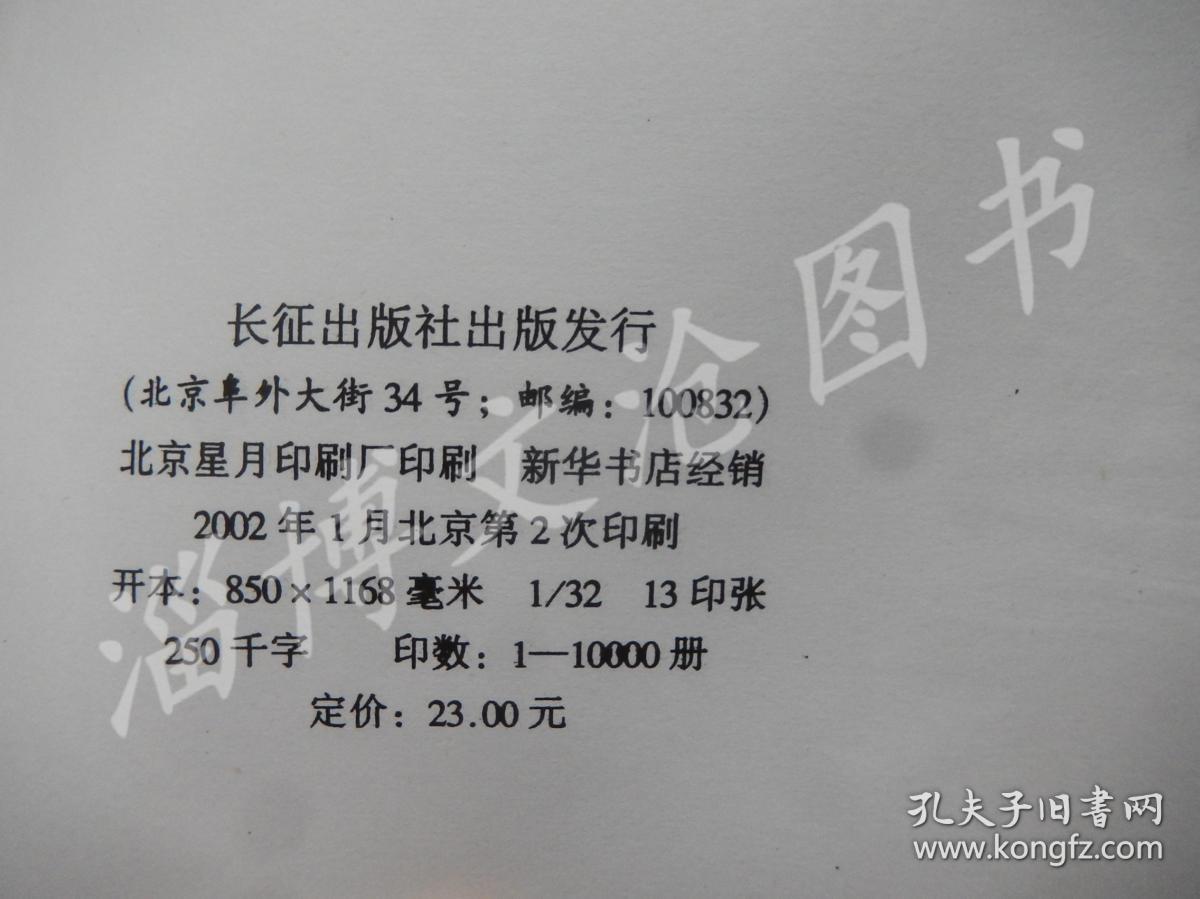 长征出版社出版发行
(北京阜外大街34号；邮编：100832)
北京星月印刷厂印刷 新华书店经销
2002年1月北京第2次印刷
开本：850×1168毫米 1/32 13印张
250千字 印数：1—10000册
定价：23.00元
淄博文沧图书
孔夫子旧书网
www.kongfz.com